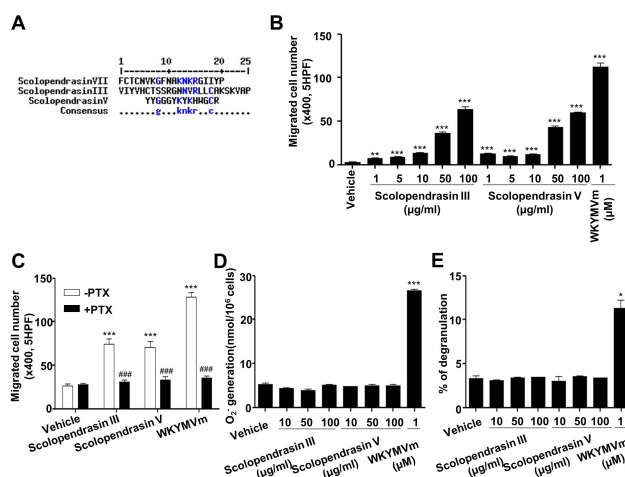 A
1 10 20 25
|--------+---------+----|
ScolopendrasinVII FCTCNVKGFNAKNKRGIIYP
ScolopendrasinIII VIYVHCTSSRGNNVRLLCAKSKVAP
ScolopendrasinV YYGGGYKYKHWGCR
Consensus .......g...knkr..c.......
B
Migrated cell number
(x400, 5HPF)
150
100
50
0
** *** *** *** *** *** *** *** *** *** ***
Vehicle 1 5 10 50 100 1 5 10 50 100 1
Scolopendrasin III
(µg/ml)
Scolopendrasin V
(µg/ml)
WKYMVm
(µM)
C
Migrated cell number
(x400, 5HPF)
150
100
50
0
-PTX
+PTX
*** *** ***
### ### ###
Vehicle
Scolopendrasin III
Scolopendrasin V
WKYMVm
D
O2- generation(nmol/10⁶ cells)
30
20
10
0
***
Vehicle 10 50 100 10 50 100 1
Scolopendrasin III
(µg/ml)
Scolopendrasin V
(µg/ml)
WKYMVm
(µM)
E
% of degranulation
15
10
5
0
*
Vehicle 10 50 100 10 50 100 1
Scolopendrasin III
(µg/ml)
Scolopendrasin V
(µg/ml)
WKYMVm
(µM)